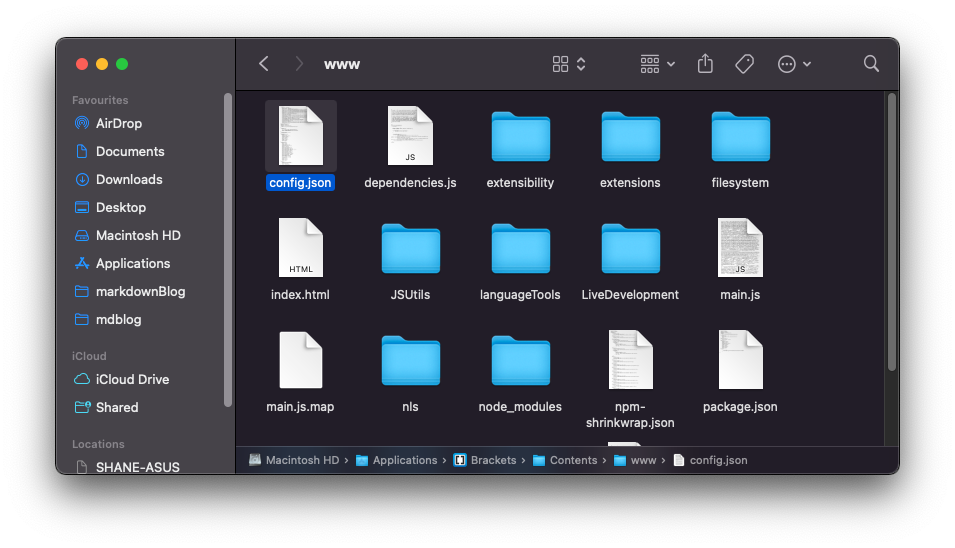 www
Favourites
AirDrop
Documents
Downloads
Desktop
Macintosh HD
Applications
markdownBlog
mdblog
iCloud
iCloud Drive
Shared
Locations
SHANE-ASUS
config.json
dependencies.js
extensibility
extensions
filesystem
index.html
JSUtils
languageTools
LiveDevelopment
main.js
main.js.map
nls
node_modules
npm-
shrinkwrap.json
package.json
JS
HTML
JS
Macintosh HD › Applications › Brackets › Contents › www › config.json